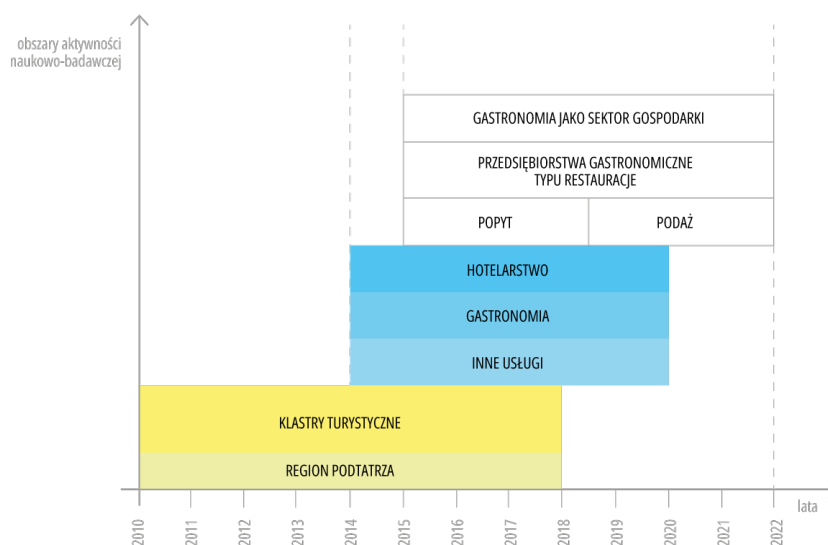 obszary aktywności
naukowo-badawczej
GASTRONOMIA JAKO SEKTOR GOSPODARKI
PRZEDSIĘBIORSTWA GASTRONOMICZNE
TYPU RESTAURACJE
POPYT
PODAŻ
HOTELARSTWO
GASTRONOMIA
INNE USŁUGI
KLASTRY TURYSTYCZNE
REGION PODTATRZA
lata
2010
2011
2012
2013
2014
2015
2016
2017
2018
2019
2020
2021
2022